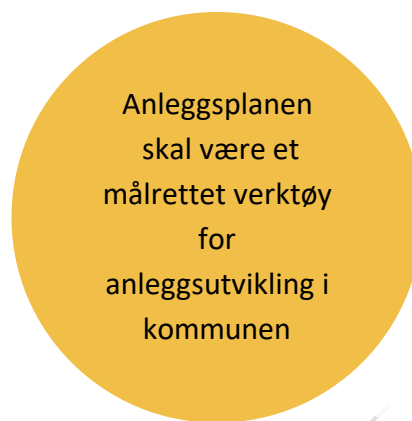 Anleggsplanen
skal være et
målrettet verktøy
for
anleggsutvikling i
kommunen